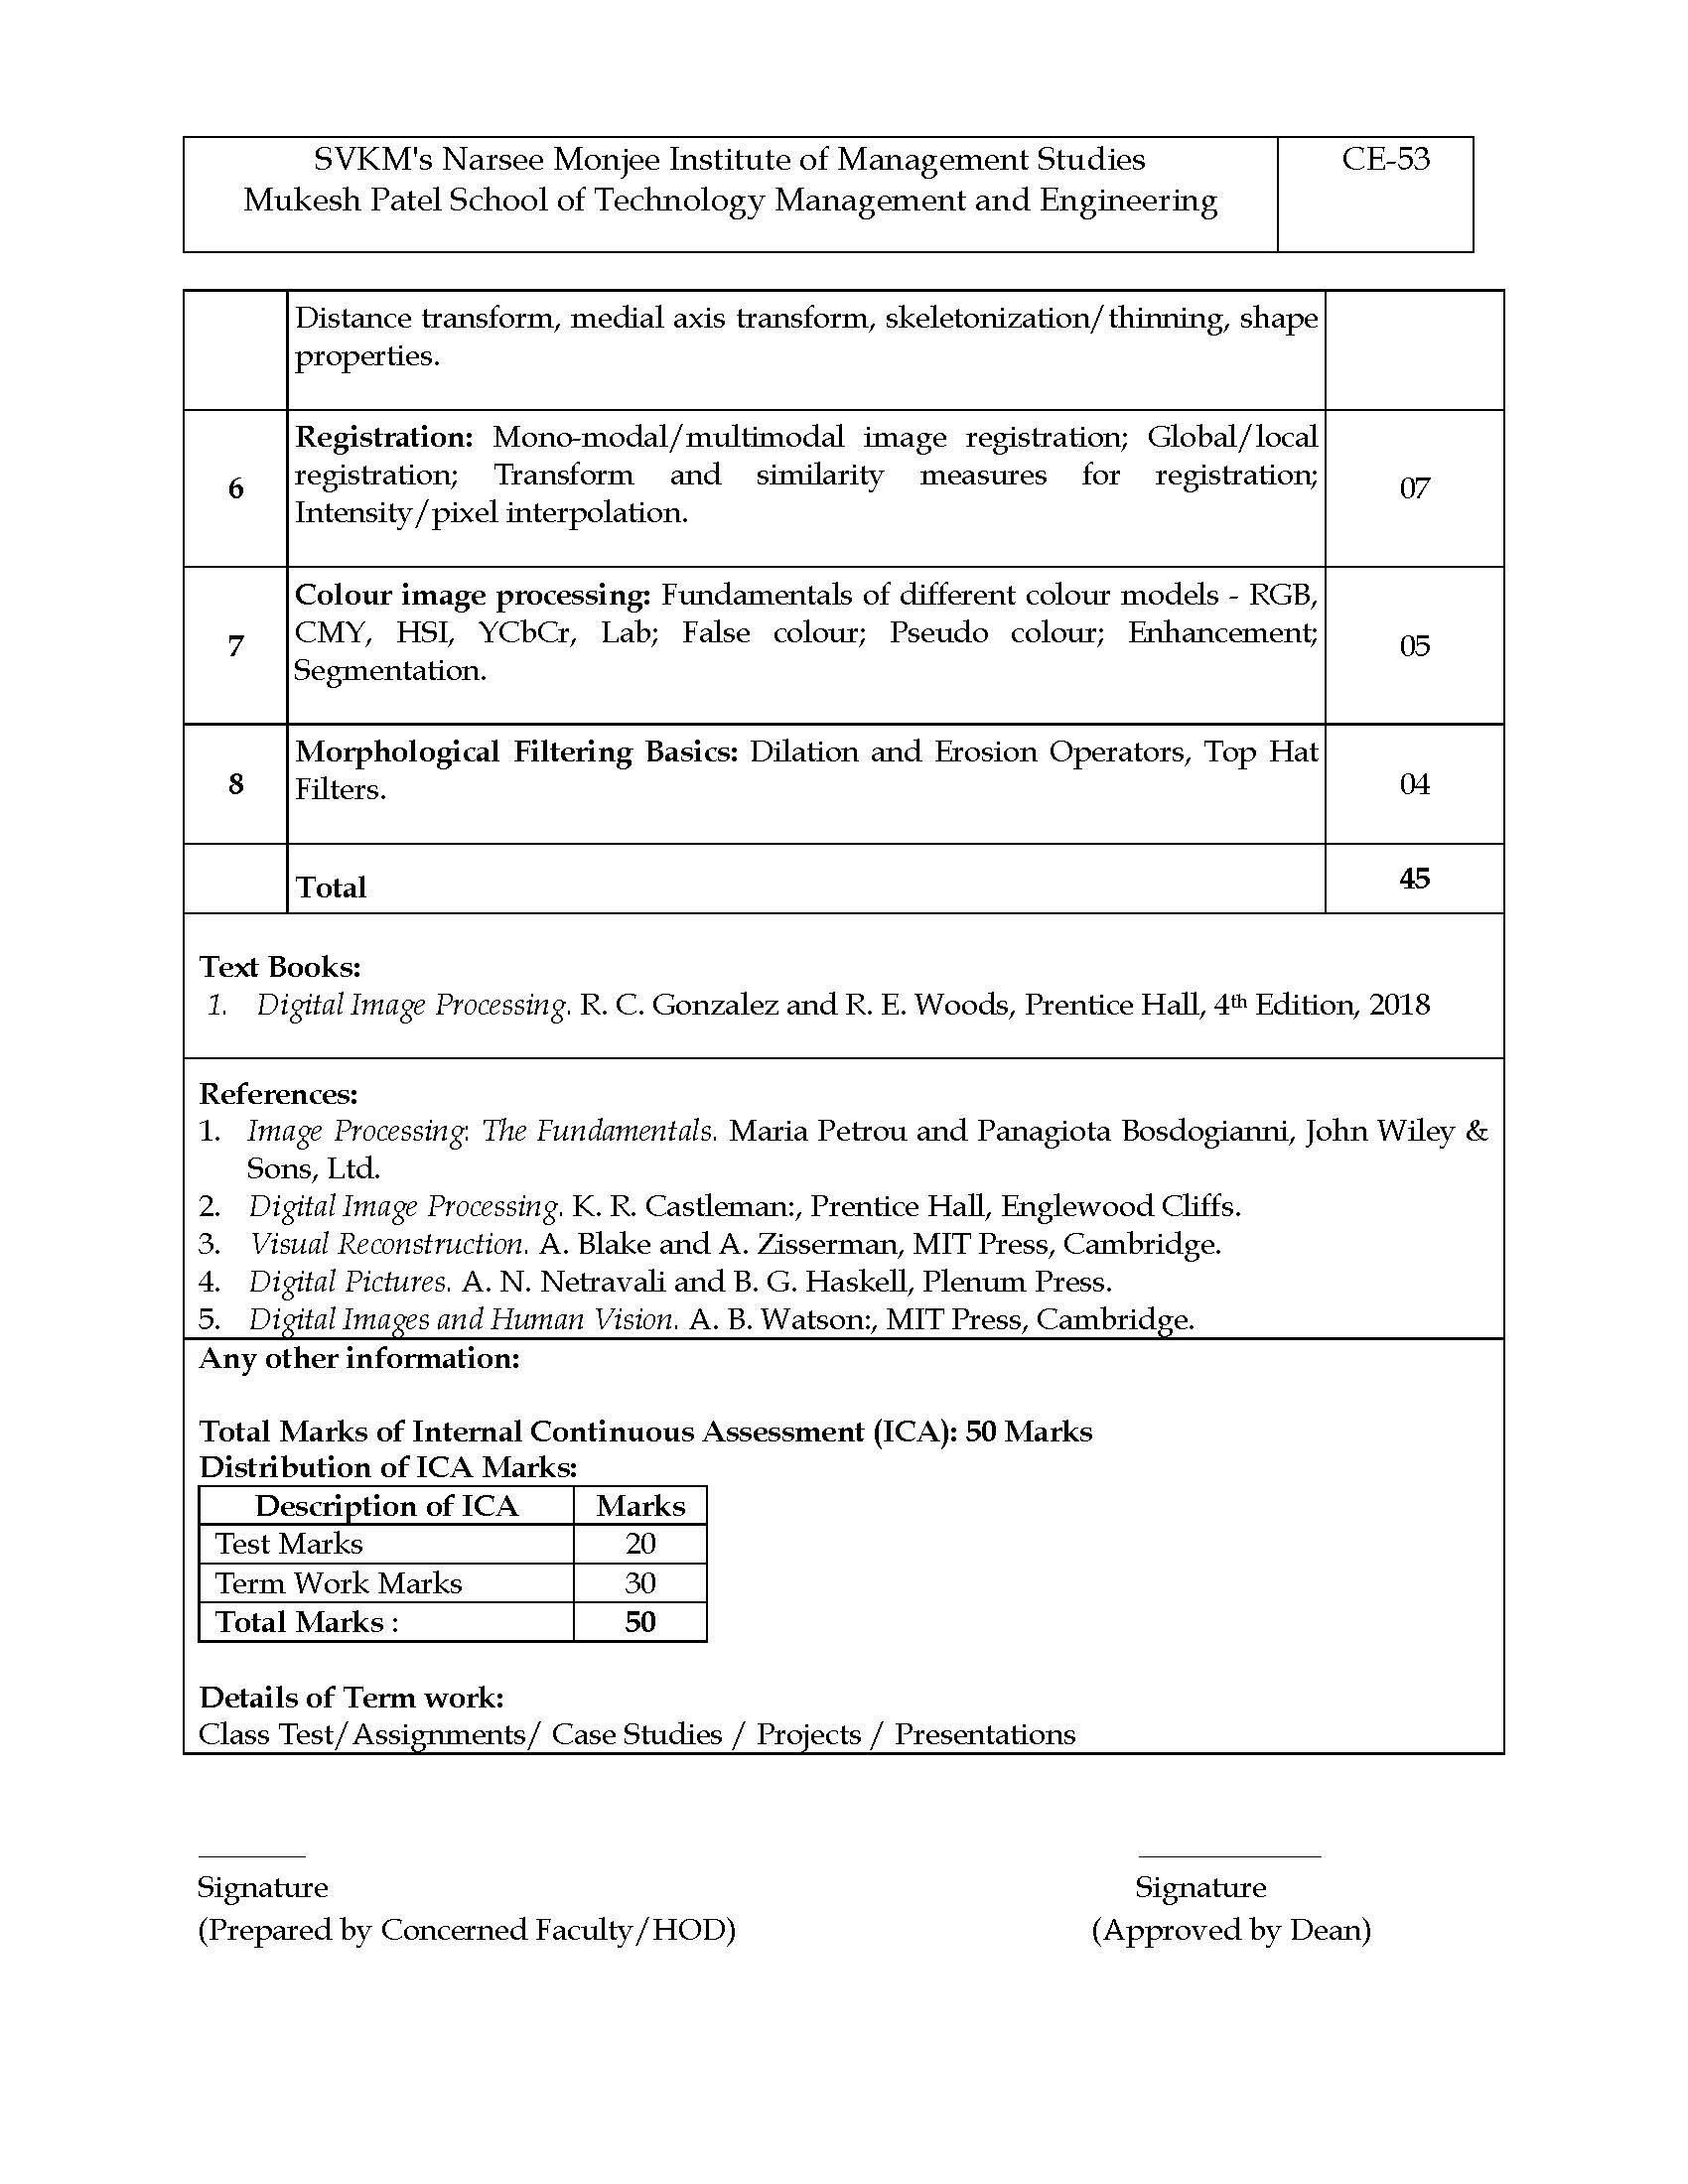 SVKM's Narsee Monjee Institute of Management Studies
Mukesh Patel School of Technology Management and Engineering
CE-53
Distance transform, medial axis transform, skeletonization/thinning, shape
properties.
6
Registration: Mono-modal/multimodal image registration; Global/local
registration; Transform and similarity measures for registration;
Intensity/pixel interpolation.
07
7
Colour image processing: Fundamentals of different colour models - RGB,
CMY, HSI, YCbCr, Lab; False colour; Pseudo colour; Enhancement;
Segmentation.
05
8
Morphological Filtering Basics: Dilation and Erosion Operators, Top Hat
Filters.
04
Total
45
Text Books:
1. Digital Image Processing. R. C. Gonzalez and R. E. Woods, Prentice Hall, 4th Edition, 2018
References:
1. Image Processing: The Fundamentals. Maria Petrou and Panagiota Bosdogianni, John Wiley &
Sons, Ltd.
2. Digital Image Processing. K. R. Castleman:, Prentice Hall, Englewood Cliffs.
3. Visual Reconstruction. A. Blake and A. Zisserman, MIT Press, Cambridge.
4. Digital Pictures. A. N. Netravali and B. G. Haskell, Plenum Press.
5. Digital Images and Human Vision. A. B. Watson:, MIT Press, Cambridge.
Any other information:
Total Marks of Internal Continuous Assessment (ICA): 50 Marks
Distribution of ICA Marks:
Description of ICA Marks
Test Marks 20
Term Work Marks 30
Total Marks : 50
Details of Term work:
Class Test/Assignments/ Case Studies / Projects / Presentations
Signature Signature
(Prepared by Concerned Faculty/HOD) (Approved by Dean)